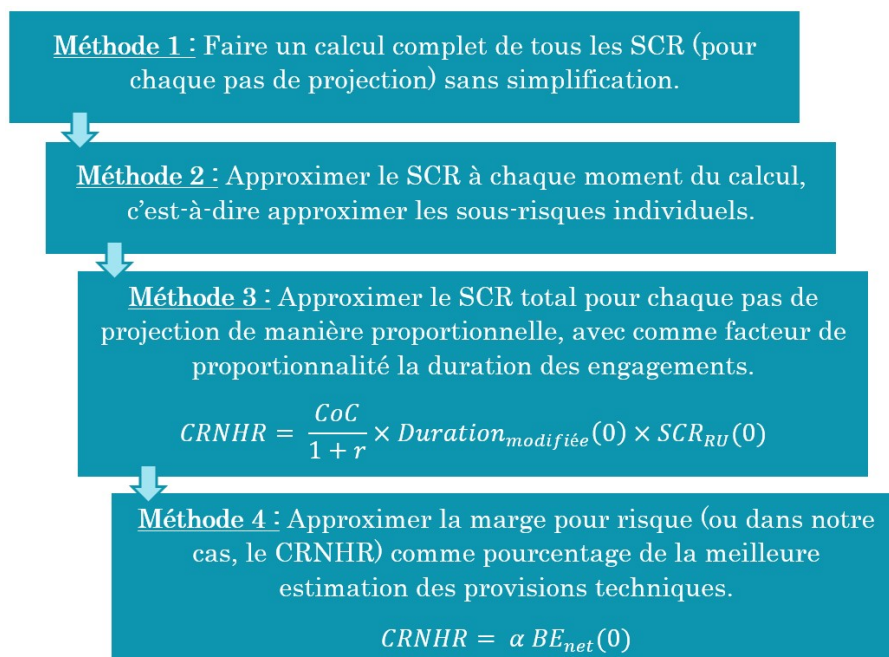 Méthode 1 : Faire un calcul complet de tous les SCR (pour
chaque pas de projection) sans simplification.
Méthode 2 : Approximer le SCR à chaque moment du calcul,
c’est-à-dire approximer les sous-risques individuels.
Méthode 3 : Approximer le SCR total pour chaque pas de
projection de manière proportionnelle, avec comme facteur de
proportionnalité la duration des engagements.
CRNHR = CoC / (1 + r) × Duration_modifiée(0) × SCR_RU(0)
Méthode 4 : Approximer la marge pour risque (ou dans notre
cas, le CRNHR) comme pourcentage de la meilleure
estimation des provisions techniques.
CRNHR = α BE_net(0)